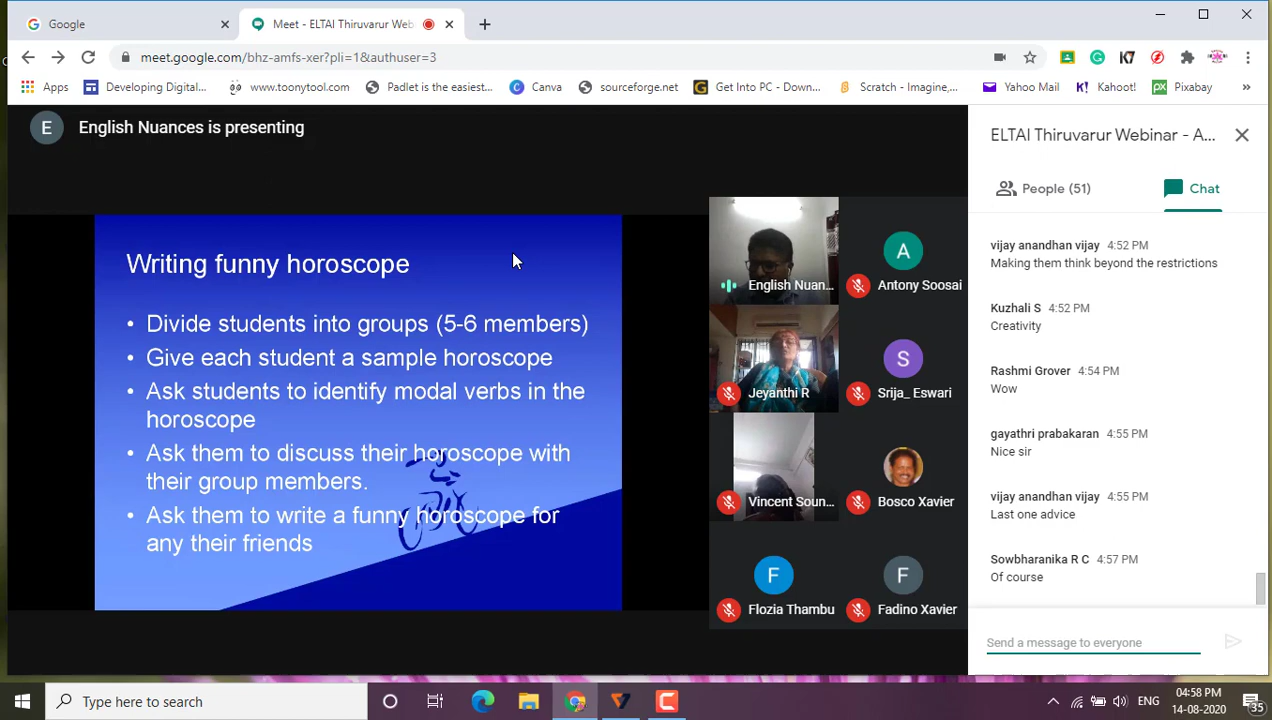 Google
Meet - ELTAI Thiruvarur Web
meet.google.com/bhz-amfs-xer?pli=1&authuser=3
Apps
Developing Digital...
www.tonytool.com
Padlet is the easiest...
Canva
sourceforge.net
Get Into PC - Down...
Scratch - Imagine,...
Yahoo Mail
Kahoot!
Pixabay
E
English Nuances is presenting
Writing funny horoscope
• Divide students into groups (5-6 members)
• Give each student a sample horoscope
• Ask students to identify modal verbs in the
horoscope
• Ask them to discuss their horoscope with
their group members.
• Ask them to write a funny horoscope for
any their friends
English Nuan...
A
Antony Soosai
Jeyanthi R
S
Srija_ Eswari
Vincent Soun...
Bosco Xavier
F
Flozia Thambu
F
Fadino Xavier
ELTAI Thiruvarur Webinar - A...
People (51)
Chat
vijay anandhan vijay 4:52 PM
Making them think beyond the restrictions
Kuzhali S 4:52 PM
Creativity
Rashmi Grover 4:54 PM
Wow
gayathri prabakaran 4:55 PM
Nice sir
vijay anandhan vijay 4:55 PM
Last one advice
Sowbharanika R C 4:57 PM
Of course
Send a message to everyone
Type here to search
ENG
04:58 PM
14-08-2020
35